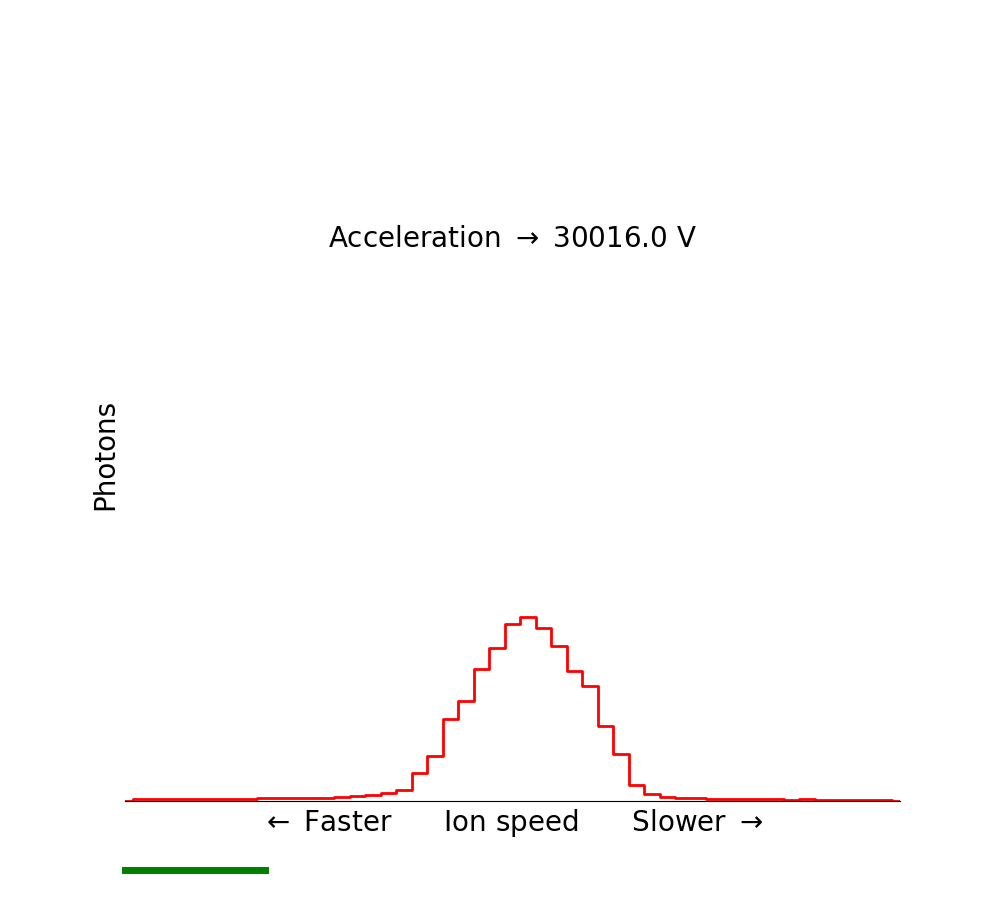 Acceleration → 30016.0 V
Photons
← Faster Ion speed Slower →